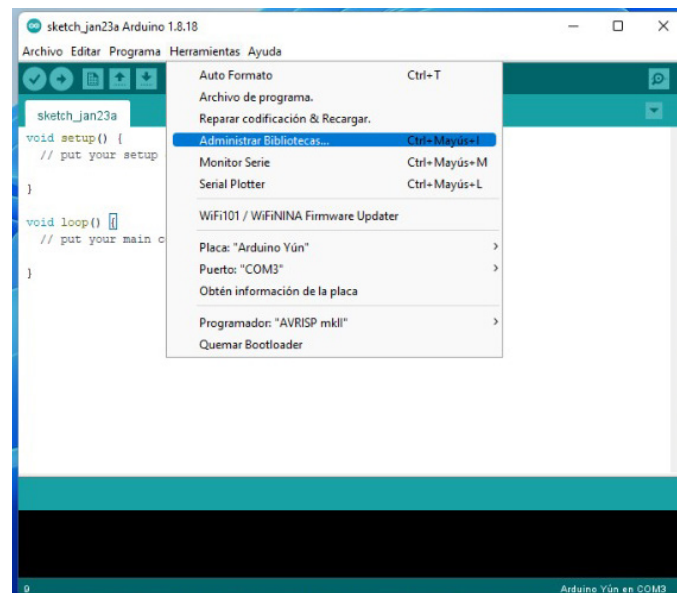 sketch_jan23a Arduino 1.8.18
Archivo Editar Programa Herramientas Ayuda
sketch_jan23a
void setup() {
// put your setup
}
void loop() {
// put your main c
}
Auto Formato Ctrl+T
Archivo de programa.
Reparar codificación & Recargar.
Administrar Bibliotecas... Ctrl+Mayús+I
Monitor Serie Ctrl+Mayús+M
Serial Plotter Ctrl+Mayús+L
WiFi101 / WiFiNINA Firmware Updater
Placa: "Arduino Yún"
Puerto: "COM3"
Obtén información de la placa
Programador: "AVRISP mkII"
Quemar Bootloader
9 Arduino Yún en COM3